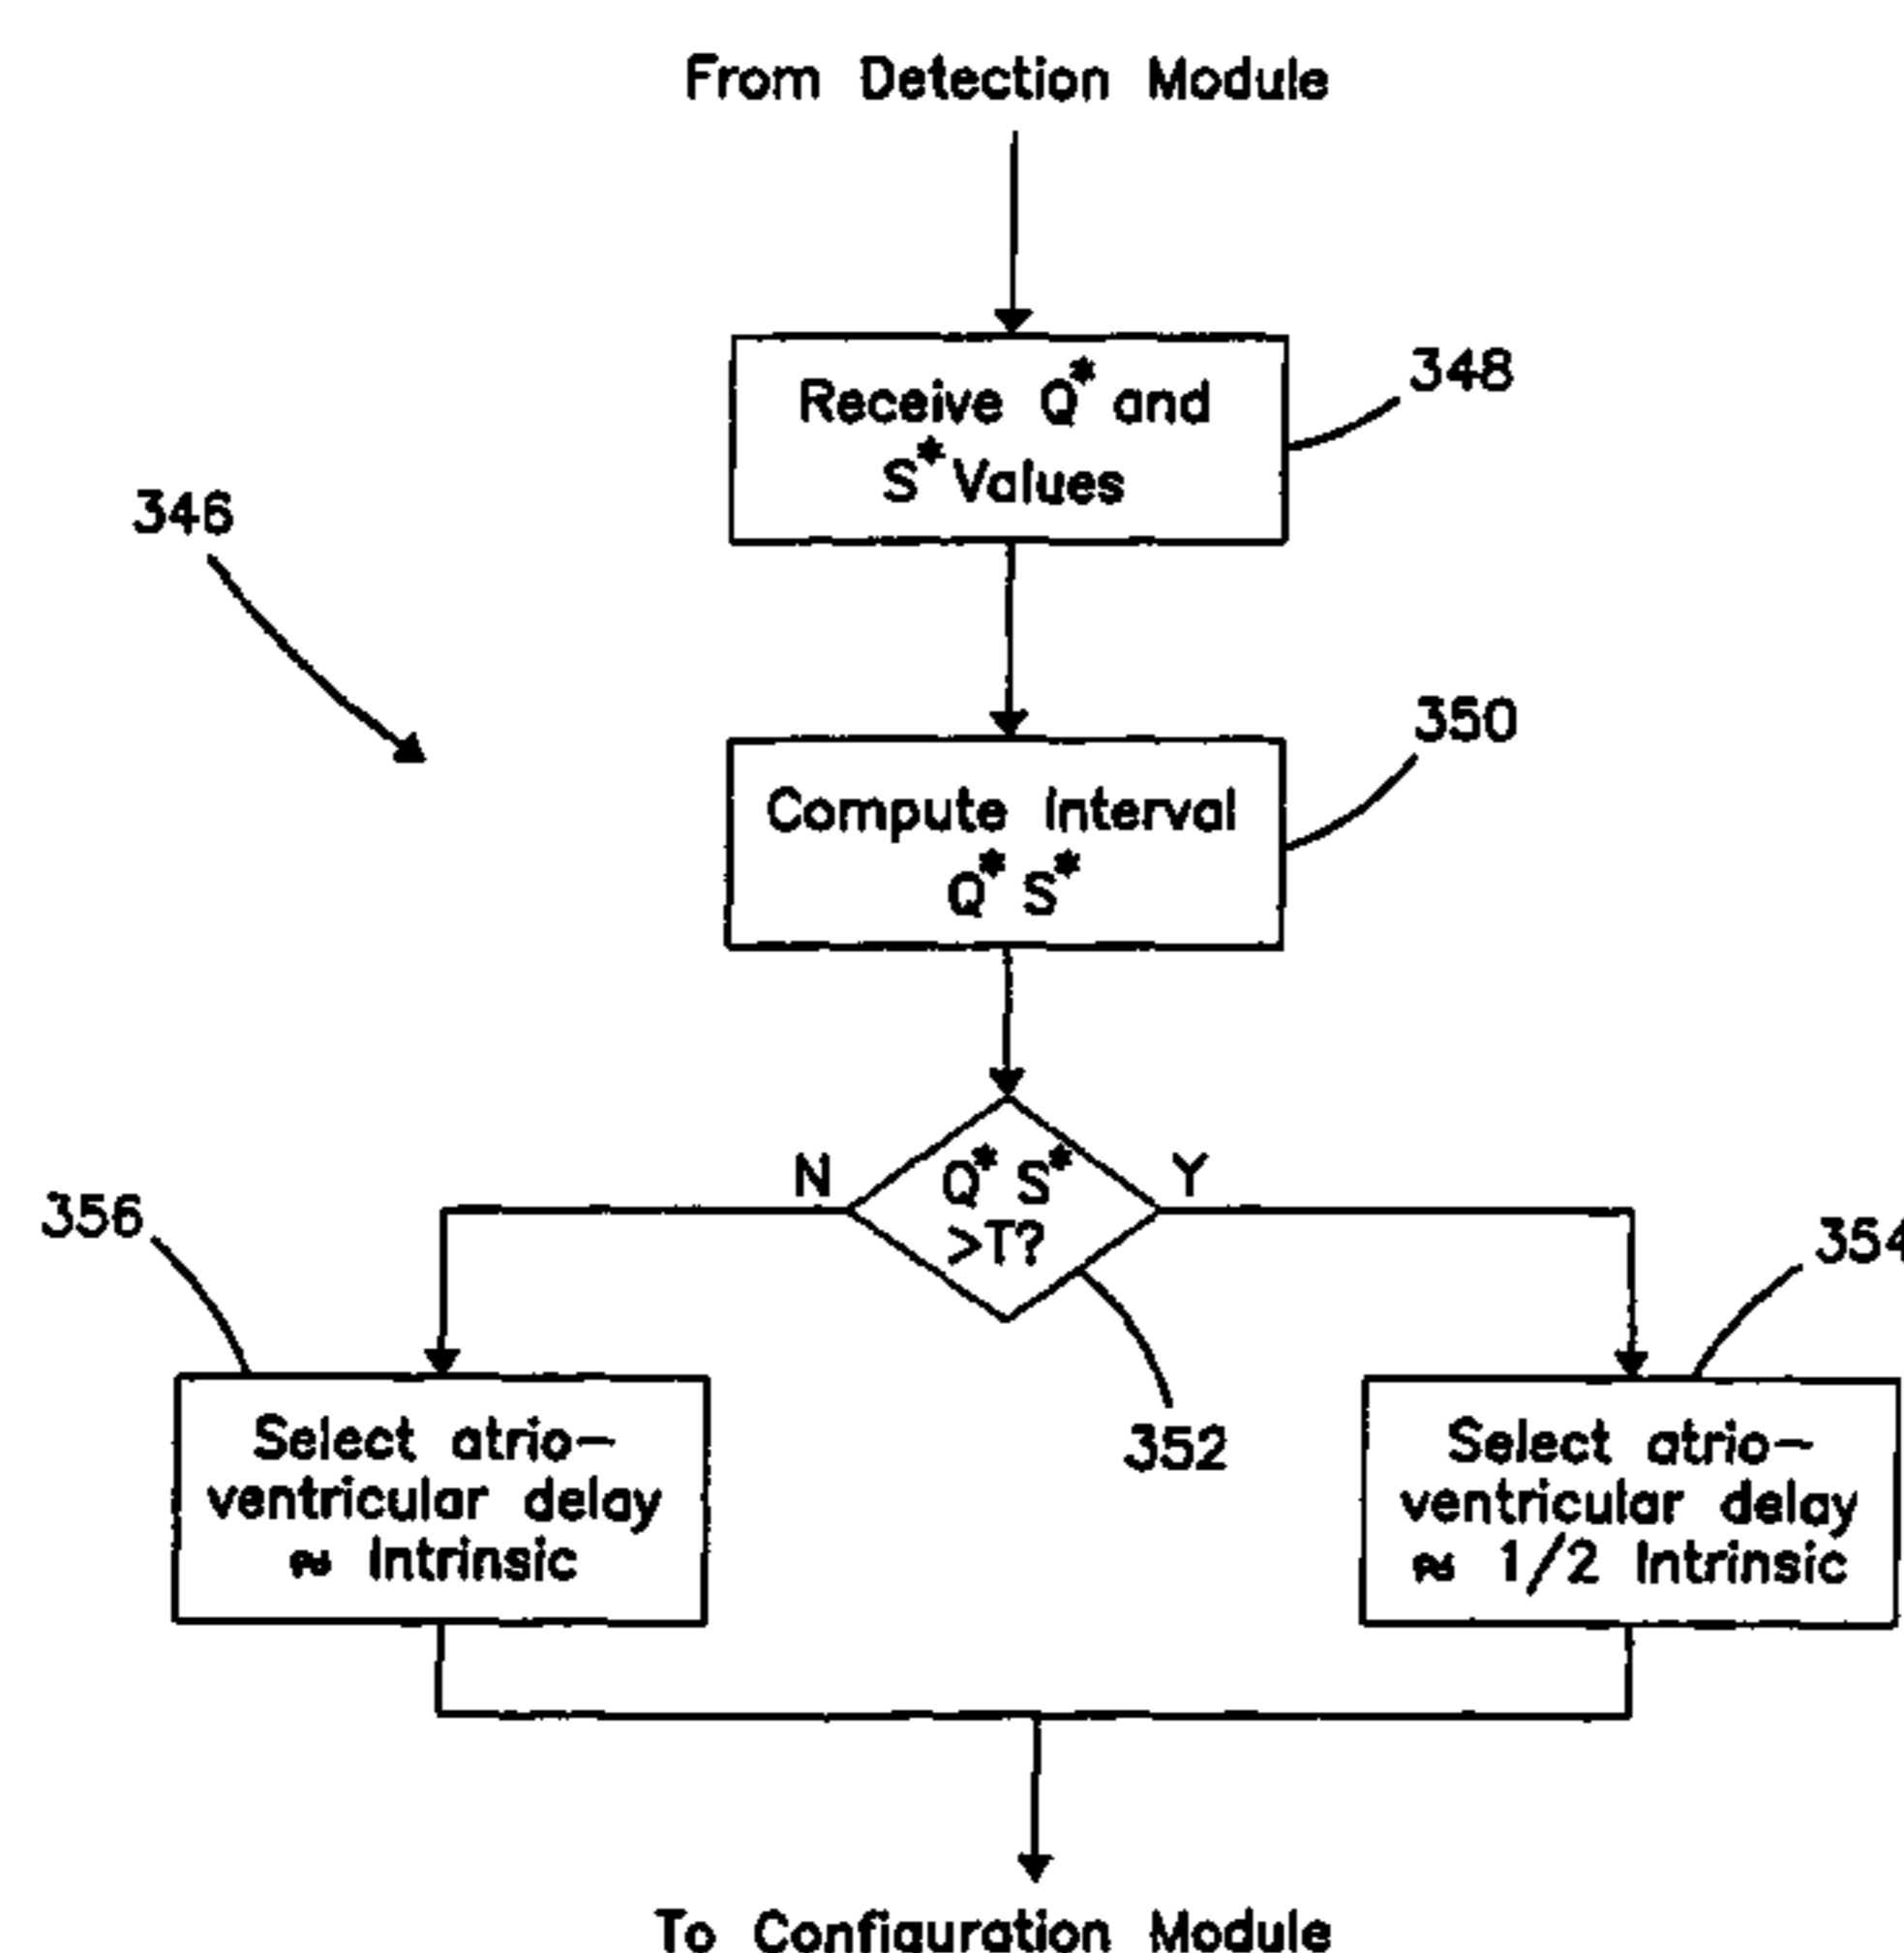 From Detection Module
Receive Q* and
S* Values
348
346
350
Compute Interval
Q* S*
N
Q* S*
>T?
Y
356
354
352
Select atrio-
ventricular delay
≈ Intrinsic
Select atrio-
ventricular delay
≈ 1/2 Intrinsic
To Configuration Module